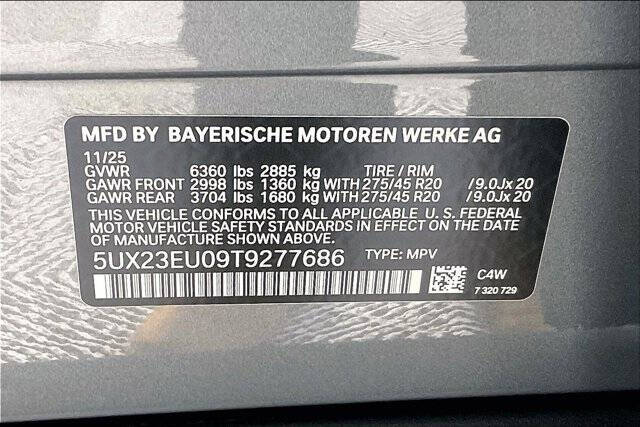 MFD BY BAYERISCHE MOTOREN WERKE AG
11/25
GVWR 6360 lbs 2885 kg TIRE / RIM
GAWR FRONT 2998 lbs 1360 kg WITH 275/45 R20 / 9.0Jx 20
GAWR REAR 3704 lbs 1680 kg WITH 275/45 R20 / 9.0Jx 20
THIS VEHICLE CONFORMS TO ALL APPLICABLE U. S. FEDERAL
MOTOR VEHICLE SAFETY STANDARDS IN EFFECT ON THE DATE
OF MANUFACTURE SHOWN ABOVE.
5UX23EU09T9277686 TYPE: MPV
C4W
7 320 729